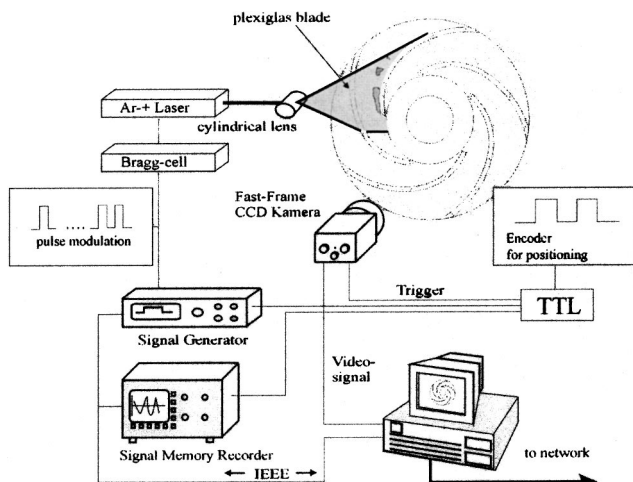 plexiglas blade
Ar-+ Laser
cylindrical lens
Bragg-cell
Fast-Frame
CCD Kamera
pulse modulation
Encoder
for positioning
Trigger
TTL
Signal Generator
Video-
signal
Signal Memory Recorder
IEEE
to network